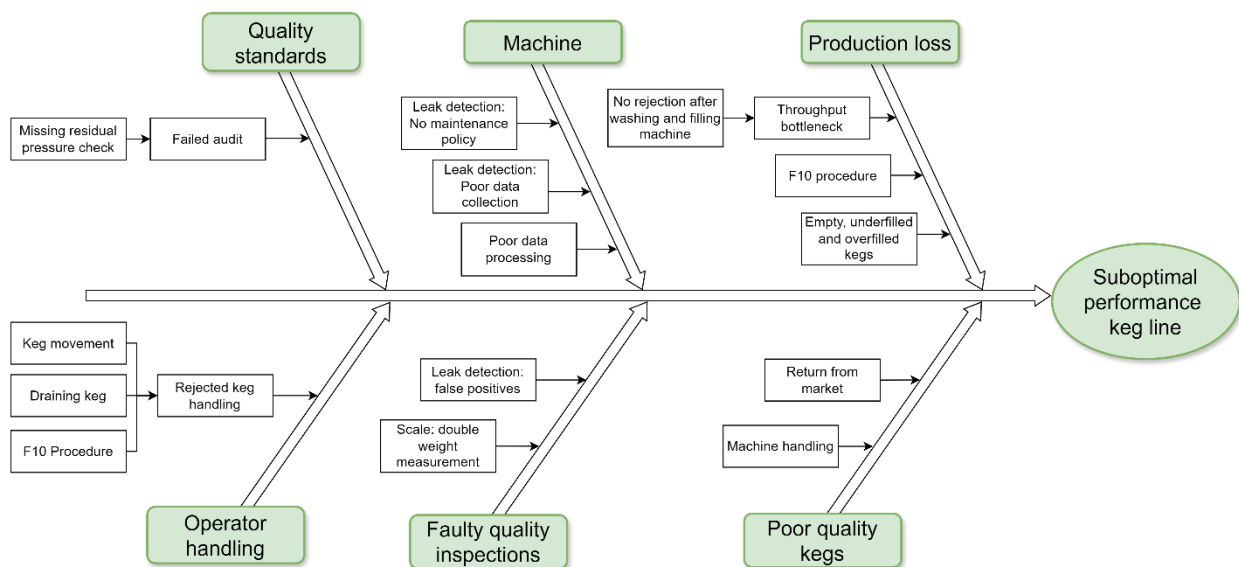 Quality
standards
Machine
Production loss
Missing residual
pressure check
Failed audit
Leak detection:
No maintenance
policy
Leak detection:
Poor data
collection
Poor data
processing
No rejection after
washing and filling
machine
Throughput
bottleneck
F10 procedure
Empty, underfilled
and overfilled
kegs
Suboptimal
performance
keg line
Keg movement
Draining keg
F10 Procedure
Rejected keg
handling
Leak detection:
false positives
Scale: double
weight
measurement
Return from
market
Machine handling
Operator
handling
Faulty quality
inspections
Poor quality
kegs